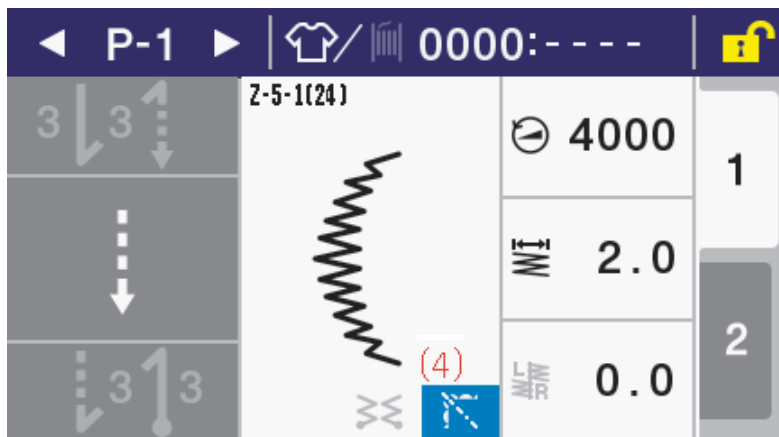 P-1 0000:----
3 3 Z-5-1(24) 4000 1
2.0
2
(4)
3 3 L R 0.0